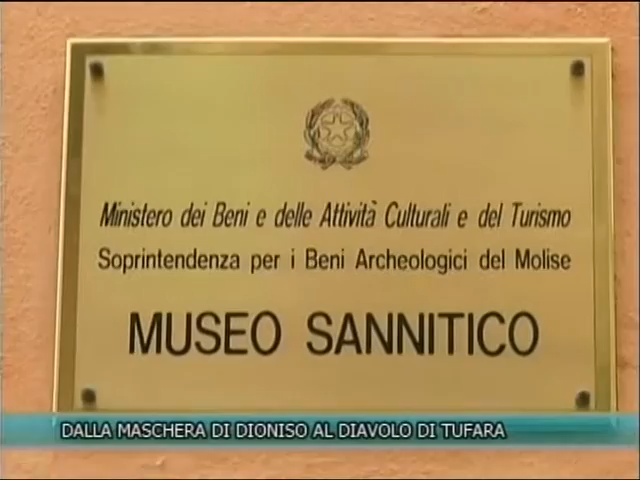 Ministero dei Beni e delle Attività Culturali e del Turismo
Soprintendenza per i Beni Archeologici del Molise
MUSEO SANNITICO
DALLA MASCHERA DI DIONISO AL DIAVOLO DI TUFARA